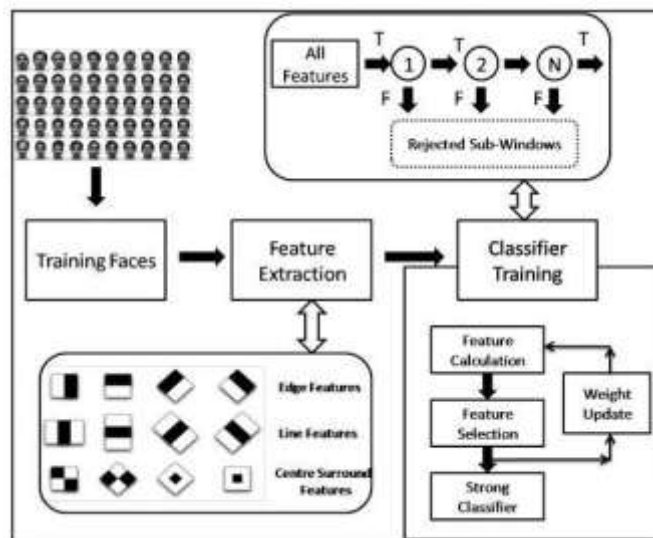 All
Features
T
1
T
2
N
T
F
F
F
Rejected Sub-Windows
Training Faces
Feature
Extraction
Classifier
Training
Edge Features
Line Features
Centre Surround
Features
Feature
Calculation
Feature
Selection
Strong
Classifier
Weight
Update